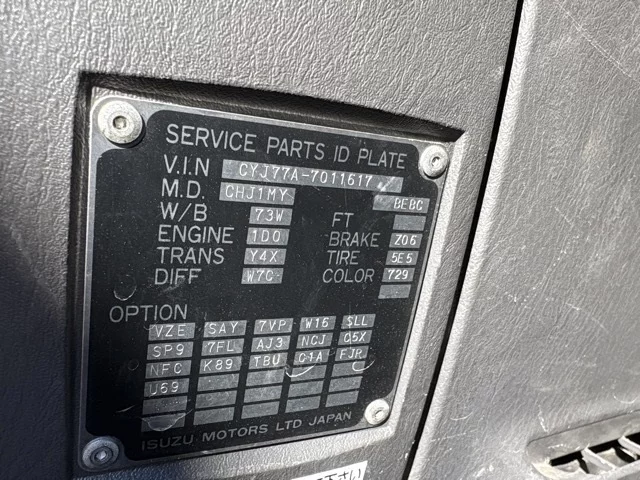 SERVICE PARTS ID PLATE
V.I.N CYJ77A-7011617
M.D. CHJ1MY BEBC
W/B 73W FT
ENGINE 1D0 BRAKE Z06
TRANS Y4X TIRE 5E5
DIFF W7C COLOR 729
OPTION
VZE SAY 7VP W16 SLL
SP9 7FL AJ3 NCJ C5X
NFC K89 TBU C1A FJR
U69
ISUZU MOTORS LTD JAPAN